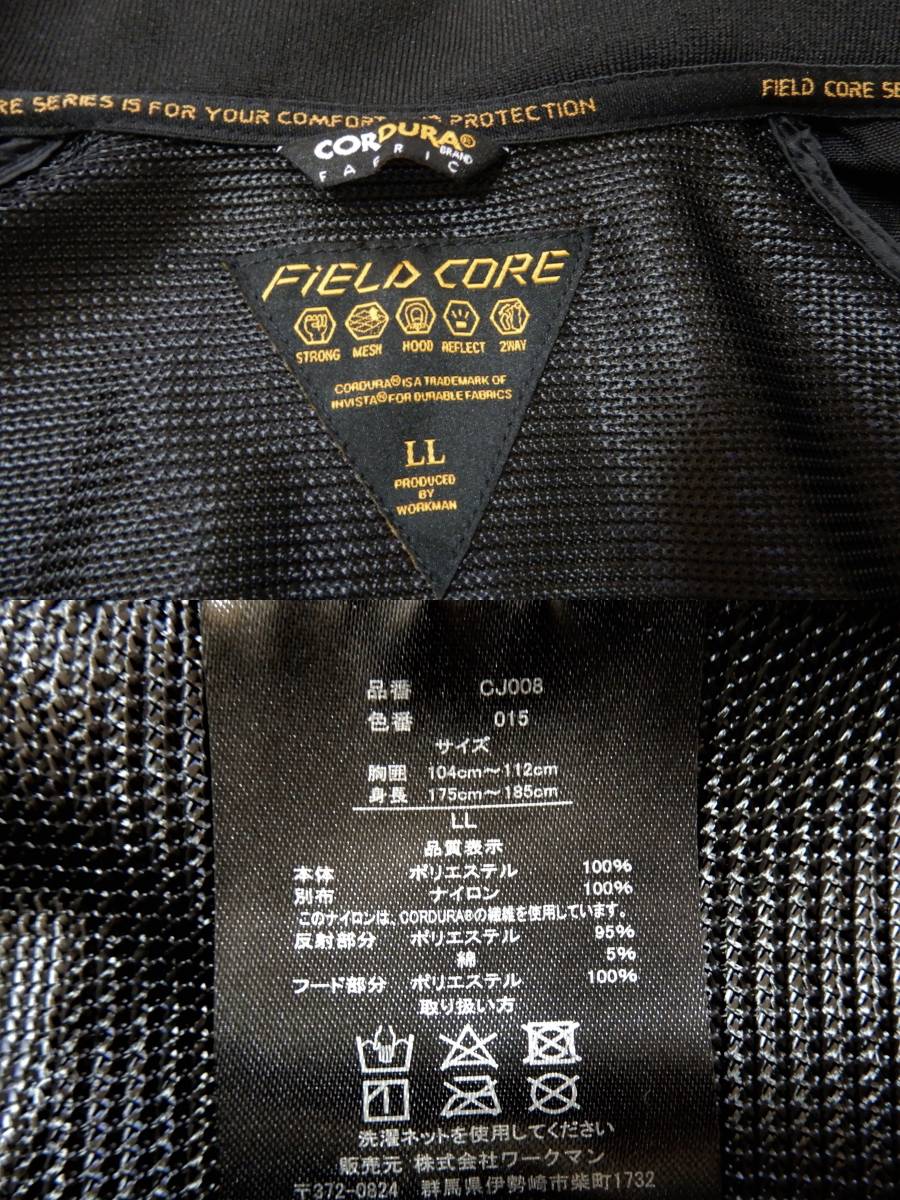 RE SERIES IS FOR YOUR COMFORT PROTECTION
FIELD CORE SE
CORDURA®
BRAND
FABRIC
FiELD CORE
STRONG MESH HOOD REFLECT 2WAY
CORDURA® IS A TRADEMARK OF
INVISTA® FOR DURABLE FABRICS
LL
PRODUCED
BY
WORKMAN
品番 CJ008
色番 015
サイズ
胸囲 104cm～112cm
身長 175cm～185cm
LL
品質表示
本体 ポリエステル 100%
別布 ナイロン 100%
このナイロンは、CORDURA®の繊維を使用しています。
反射部分 ポリエステル 95%
綿 5%
フード部分 ポリエステル 100%
取り扱い方
洗濯ネットを使用してください
販売元 株式会社ワークマン
〒372-0824 群馬県伊勢崎市柴町1732